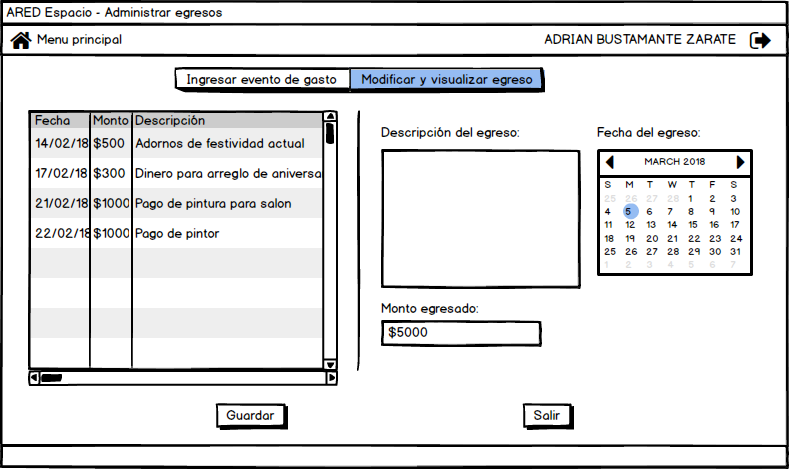 ARED Espacio - Administrar egresos
Menu principal
ADRIAN BUSTAMANTE ZARATE
Ingresar evento de gasto
Modificar y visualizar egreso
Fecha Monto Descripción
14/02/18 $500 Adornos de festividad actual
17/02/18 $300 Dinero para arreglo de aniversa
21/02/18 $1000 Pago de pintura para salon
22/02/18 $1000 Pago de pintor
Descripción del egreso:
Monto egresado:
$5000
Fecha del egreso:
MARCH 2018
S M T W T F S
25 26 27 28 1 2 3
4 5 6 7 8 9 10
11 12 13 14 15 16 17
18 19 20 21 22 23 24
25 26 27 28 29 30 31
1 2 3 4 5 6 7
Guardar
Salir